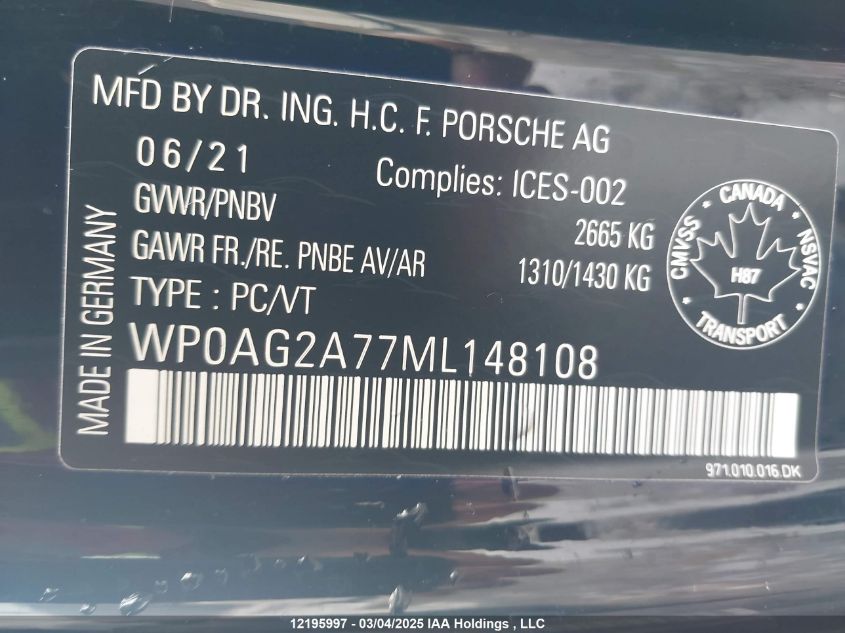 MFD BY DR. ING. H.C. F. PORSCHE AG
06/21
Complies: ICES-002
GVWR/PNBV
2665 KG
GAWR FR./RE. PNBE AV/AR
1310/1430 KG
TYPE : PC/VT
WP0AG2A77ML148108
MADE IN GERMANY
CANADA
CMVSS
NSVAC
H87
TRANSPORT
971.010.016.DK
12195997 - 03/04/2025 IAA Holdings , LLC